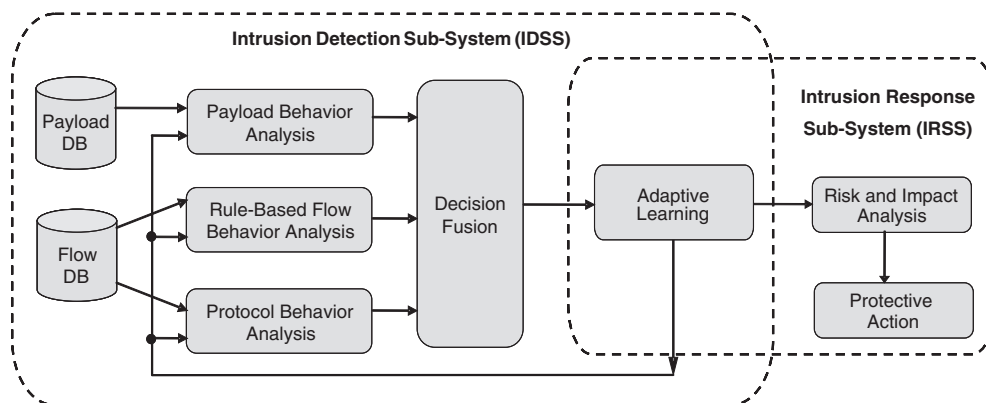 Intrusion Detection Sub-System (IDSS)
Intrusion Response
Sub-System (IRSS)
Payload
DB
Payload Behavior
Analysis
Flow
DB
Rule-Based Flow
Behavior Analysis
Protocol Behavior
Analysis
Decision
Fusion
Adaptive
Learning
Risk and Impact
Analysis
Protective
Action